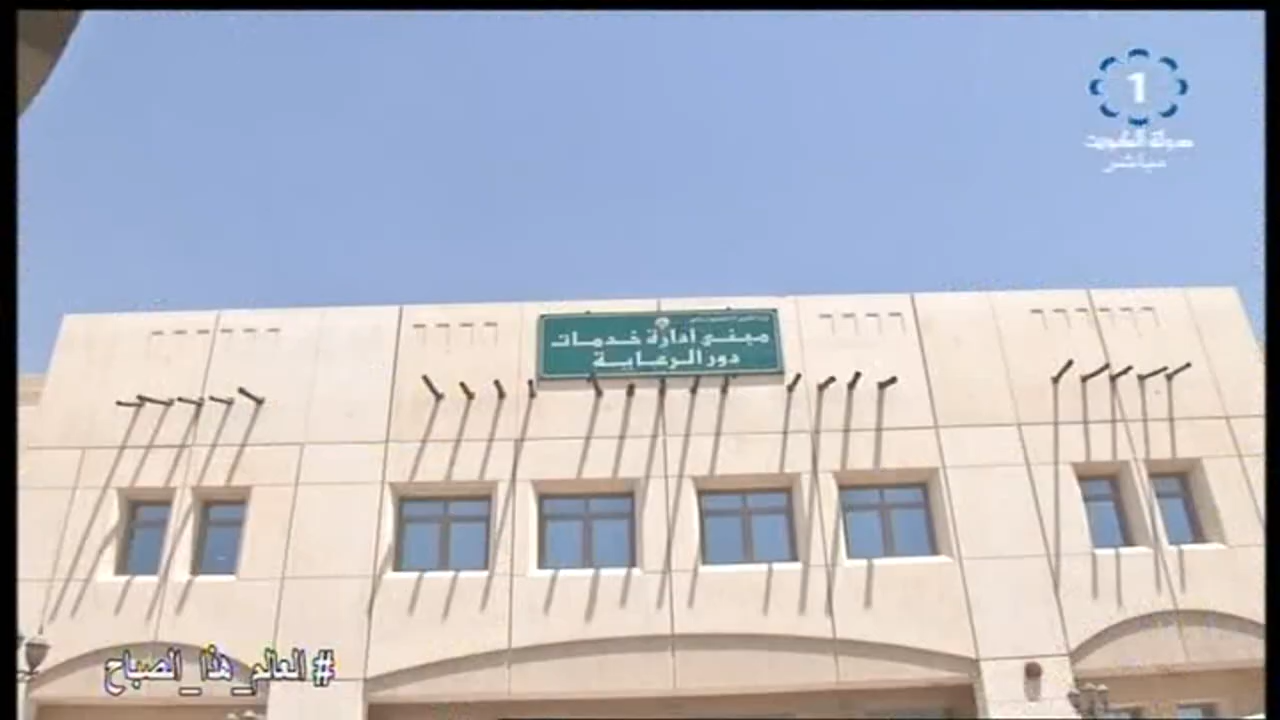 1
دولة الكويت
مباشر
مبنى ادارة خدمات
دور الرعاية
#العالم_هذا_الصباح